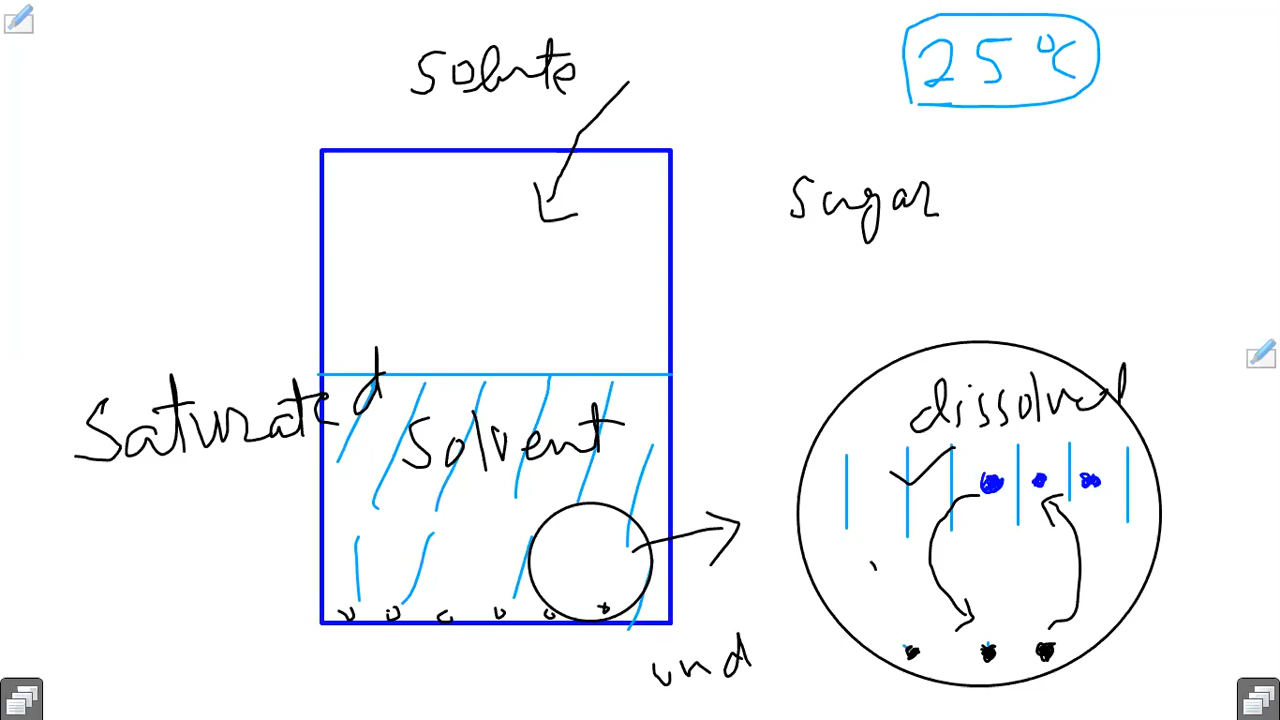 Solute
25 °C
Sugar
Saturated
Solvent
dissolved
und